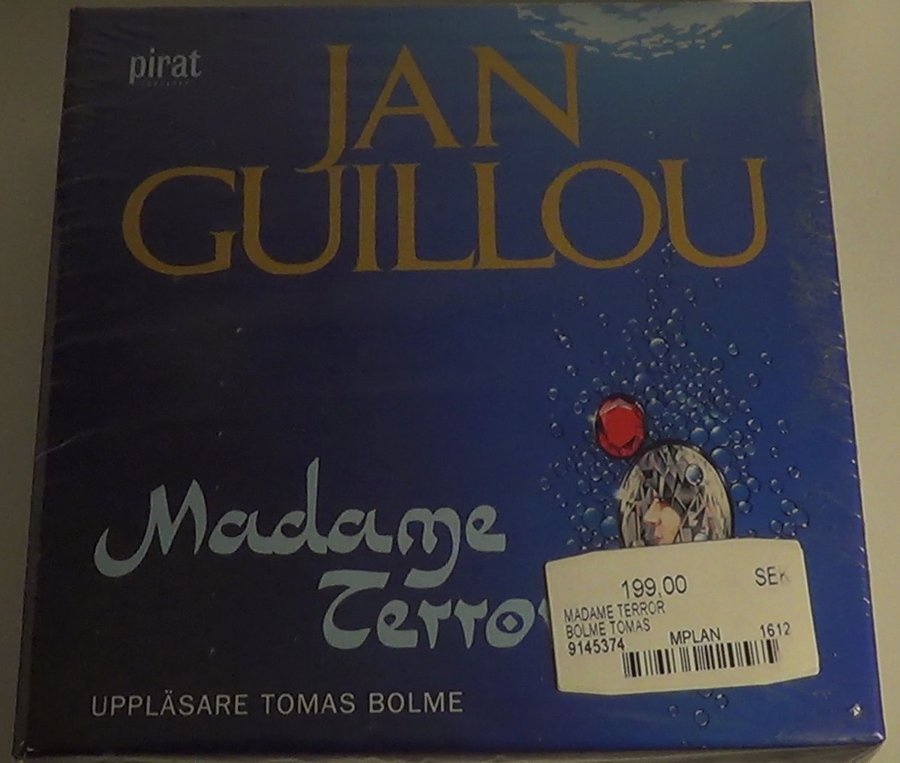 pirat
JAN
GUILLOU
Madame
Terror
UPPLÄSARE TOMAS BOLME
199,00 SEK
MADAME TERROR
BOLME TOMAS
9145374 MPLAN 1612